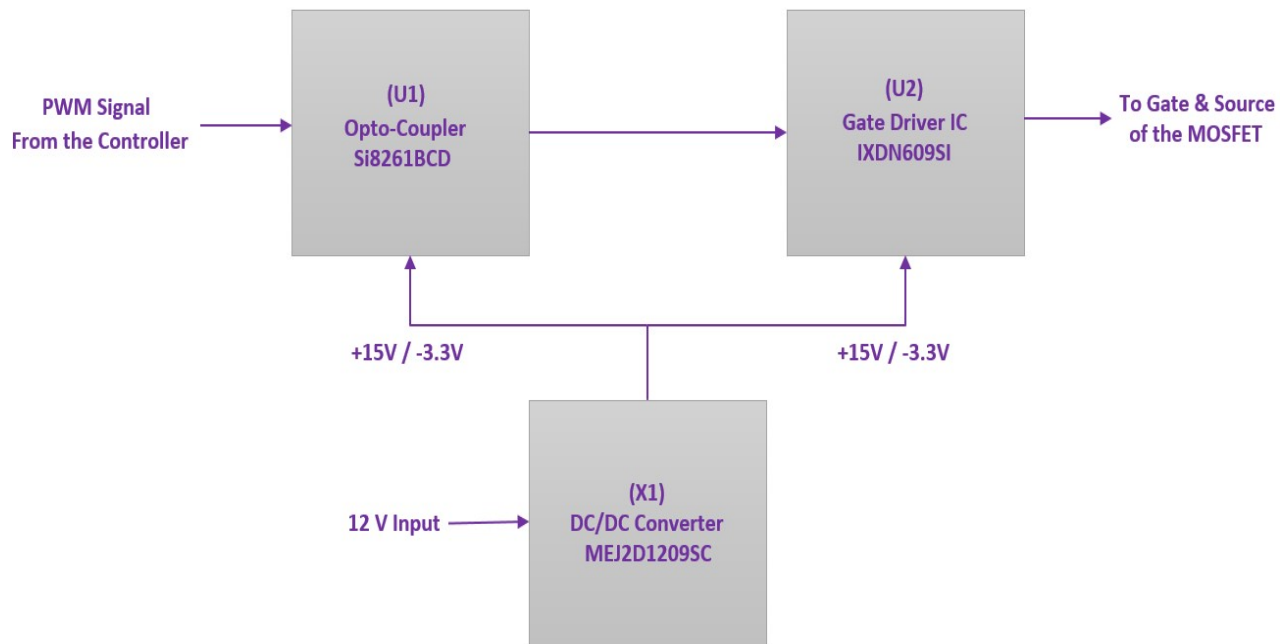 PWM Signal
From the Controller
(U1)
Opto-Coupler
Si8261BCD
(U2)
Gate Driver IC
IXDN609SI
To Gate & Source
of the MOSFET
+15V / -3.3V
+15V / -3.3V
12 V Input
(X1)
DC/DC Converter
MEJ2D1209SC